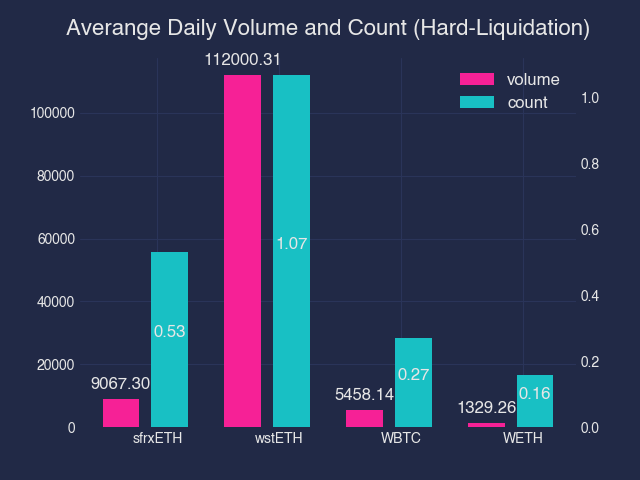 Averange Daily Volume and Count (Hard-Liquidation)
112000.31
volume
count
100000
80000
60000
40000
20000
0
1.0
0.8
0.6
0.4
0.2
0.0
9067.30
0.53
1.07
5458.14
0.27
1329.26
0.16
sfrxETH
wstETH
WBTC
WETH